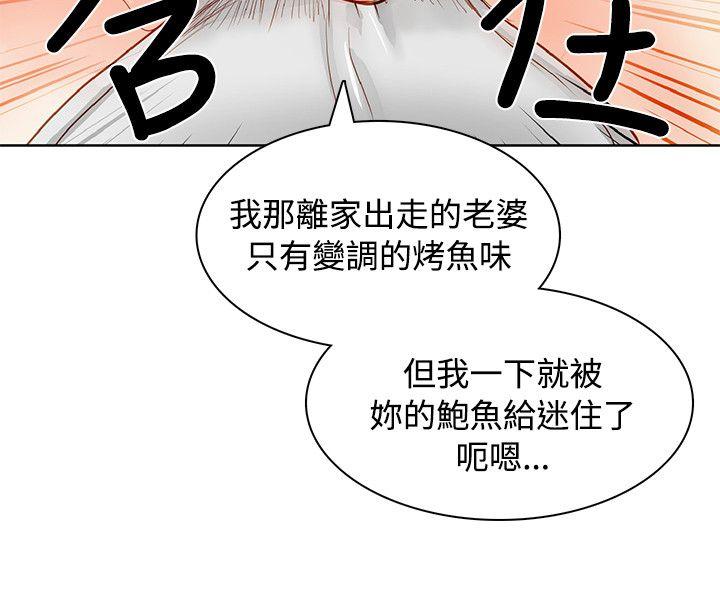 我那離家出走的老婆
只有變調的烤魚味
但我一下就被
妳的鮑魚給迷住了
呃嗯...